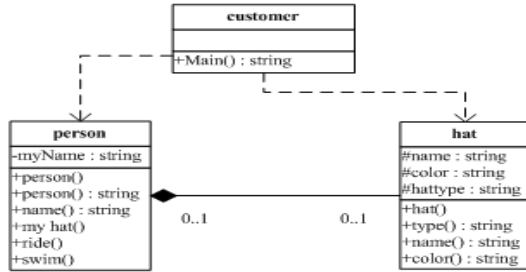 customer
+Main() : string
person
-myName : string
+person()
+person() : string
+name() : string
+my hat()
+ride()
+swim()
0..1
0..1
hat
#name : string
#color : string
#hattype : string
+hat()
+type() : string
+name() : string
+color() : string